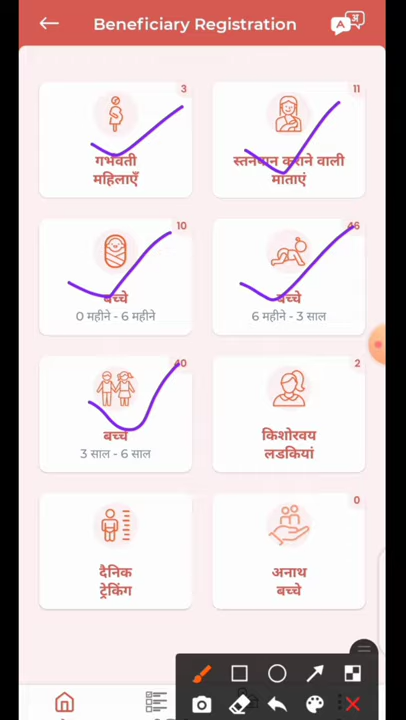 Beneficiary Registration
A अ
3
गर्भवती
महिलाएँ
11
स्तनपान कराने वाली
माताएं
10
बच्चे
0 महीने - 6 महीने
46
बच्चे
6 महीने - 3 साल
40
बच्चे
3 साल - 6 साल
2
किशोरवय
लडकियां
दैनिक
ट्रेकिंग
0
अनाथ
बच्चे